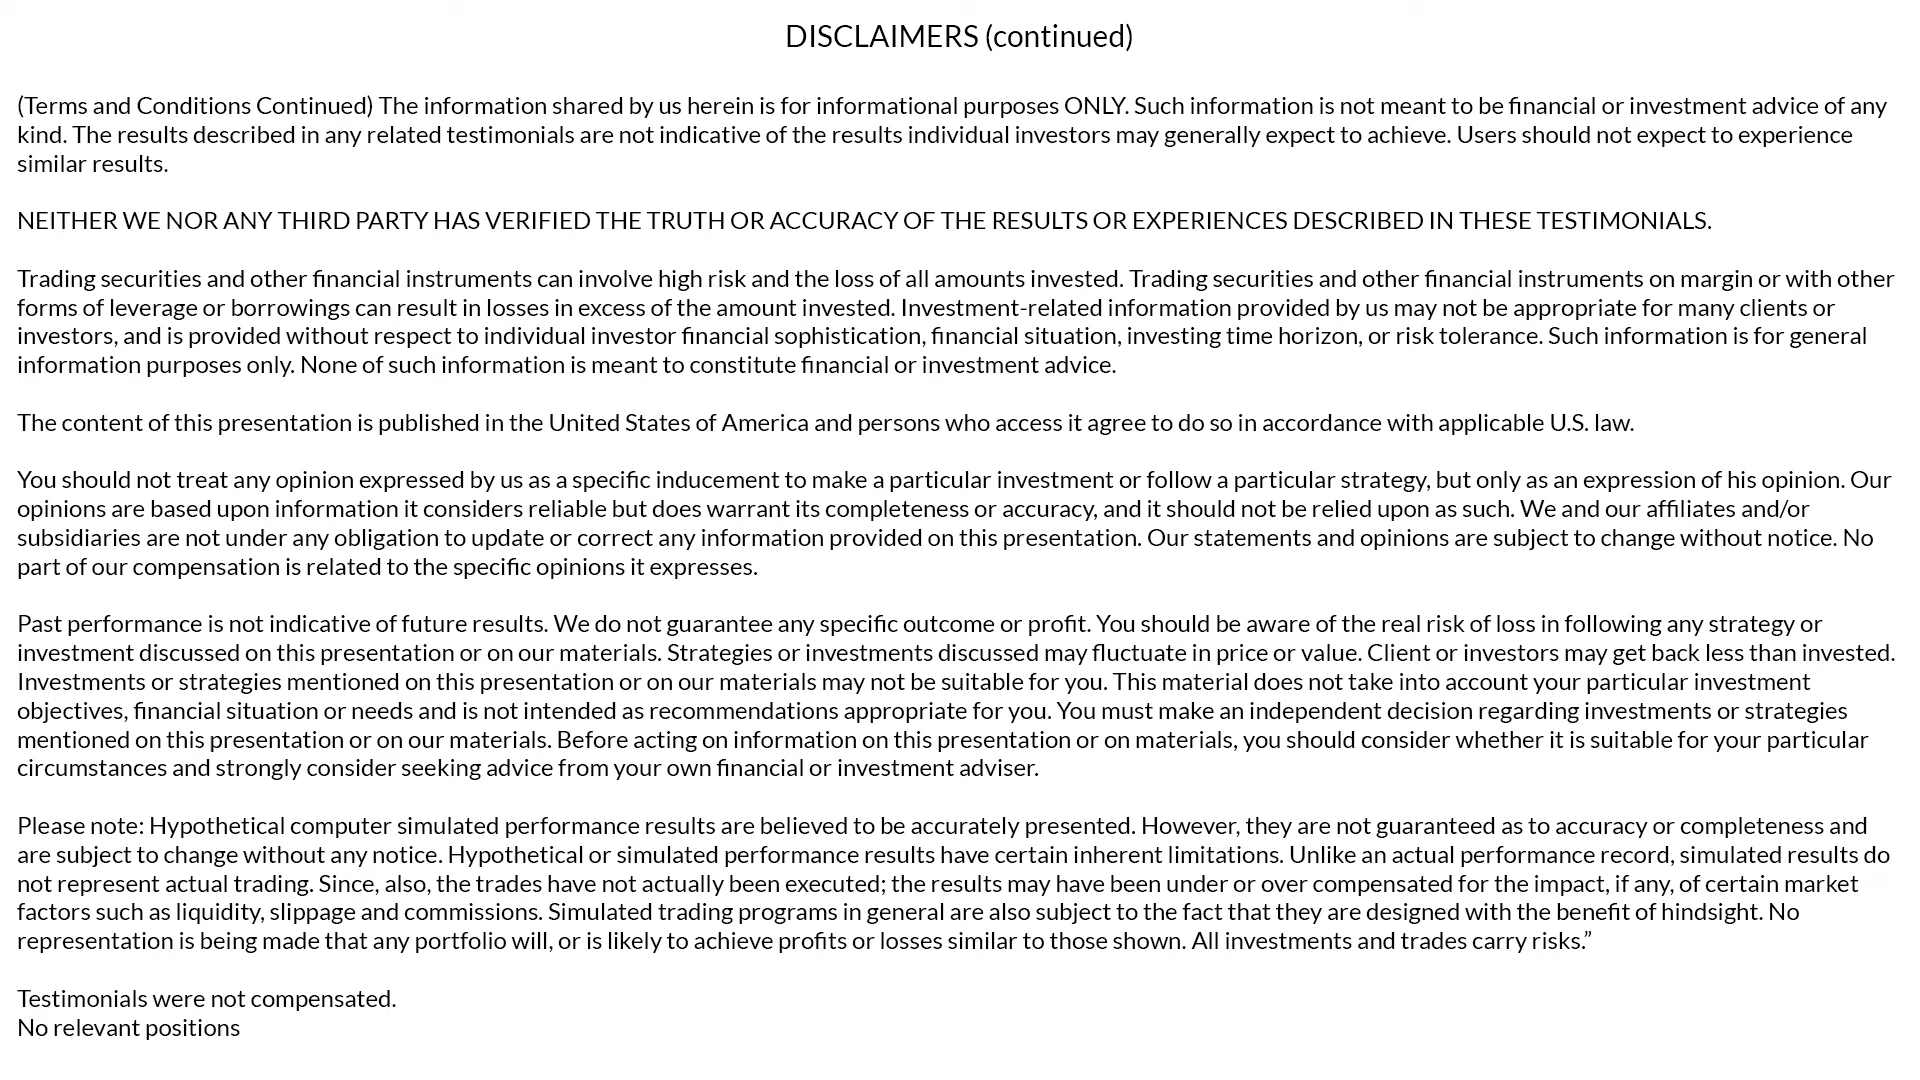 DISCLAIMERS (continued)
(Terms and Conditions Continued) The information shared by us herein is for informational purposes ONLY. Such information is not meant to be financial or investment advice of any
kind. The results described in any related testimonials are not indicative of the results individual investors may generally expect to achieve. Users should not expect to experience
similar results.
NEITHER WE NOR ANY THIRD PARTY HAS VERIFIED THE TRUTH OR ACCURACY OF THE RESULTS OR EXPERIENCES DESCRIBED IN THESE TESTIMONIALS.
Trading securities and other financial instruments can involve high risk and the loss of all amounts invested. Trading securities and other financial instruments on margin or with other
forms of leverage or borrowings can result in losses in excess of the amount invested. Investment-related information provided by us may not be appropriate for many clients or
investors, and is provided without respect to individual investor financial sophistication, financial situation, investing time horizon, or risk tolerance. Such information is for general
information purposes only. None of such information is meant to constitute financial or investment advice.
The content of this presentation is published in the United States of America and persons who access it agree to do so in accordance with applicable U.S. law.
You should not treat any opinion expressed by us as a specific inducement to make a particular investment or follow a particular strategy, but only as an expression of his opinion. Our
opinions are based upon information it considers reliable but does warrant its completeness or accuracy, and it should not be relied upon as such. We and our affiliates and/or
subsidiaries are not under any obligation to update or correct any information provided on this presentation. Our statements and opinions are subject to change without notice. No
part of our compensation is related to the specific opinions it expresses.
Past performance is not indicative of future results. We do not guarantee any specific outcome or profit. You should be aware of the real risk of loss in following any strategy or
investment discussed on this presentation or on our materials. Strategies or investments discussed may fluctuate in price or value. Client or investors may get back less than invested.
Investments or strategies mentioned on this presentation or on our materials may not be suitable for you. This material does not take into account your particular investment
objectives, financial situation or needs and is not intended as recommendations appropriate for you. You must make an independent decision regarding investments or strategies
mentioned on this presentation or on our materials. Before acting on information on this presentation or on materials, you should consider whether it is suitable for your particular
circumstances and strongly consider seeking advice from your own financial or investment adviser.
Please note: Hypothetical computer simulated performance results are believed to be accurately presented. However, they are not guaranteed as to accuracy or completeness and
are subject to change without any notice. Hypothetical or simulated performance results have certain inherent limitations. Unlike an actual performance record, simulated results do
not represent actual trading. Since, also, the trades have not actually been executed; the results may have been under or over compensated for the impact, if any, of certain market
factors such as liquidity, slippage and commissions. Simulated trading programs in general are also subject to the fact that they are designed with the benefit of hindsight. No
representation is being made that any portfolio will, or is likely to achieve profits or losses similar to those shown. All investments and trades carry risks.”
Testimonials were not compensated.
No relevant positions